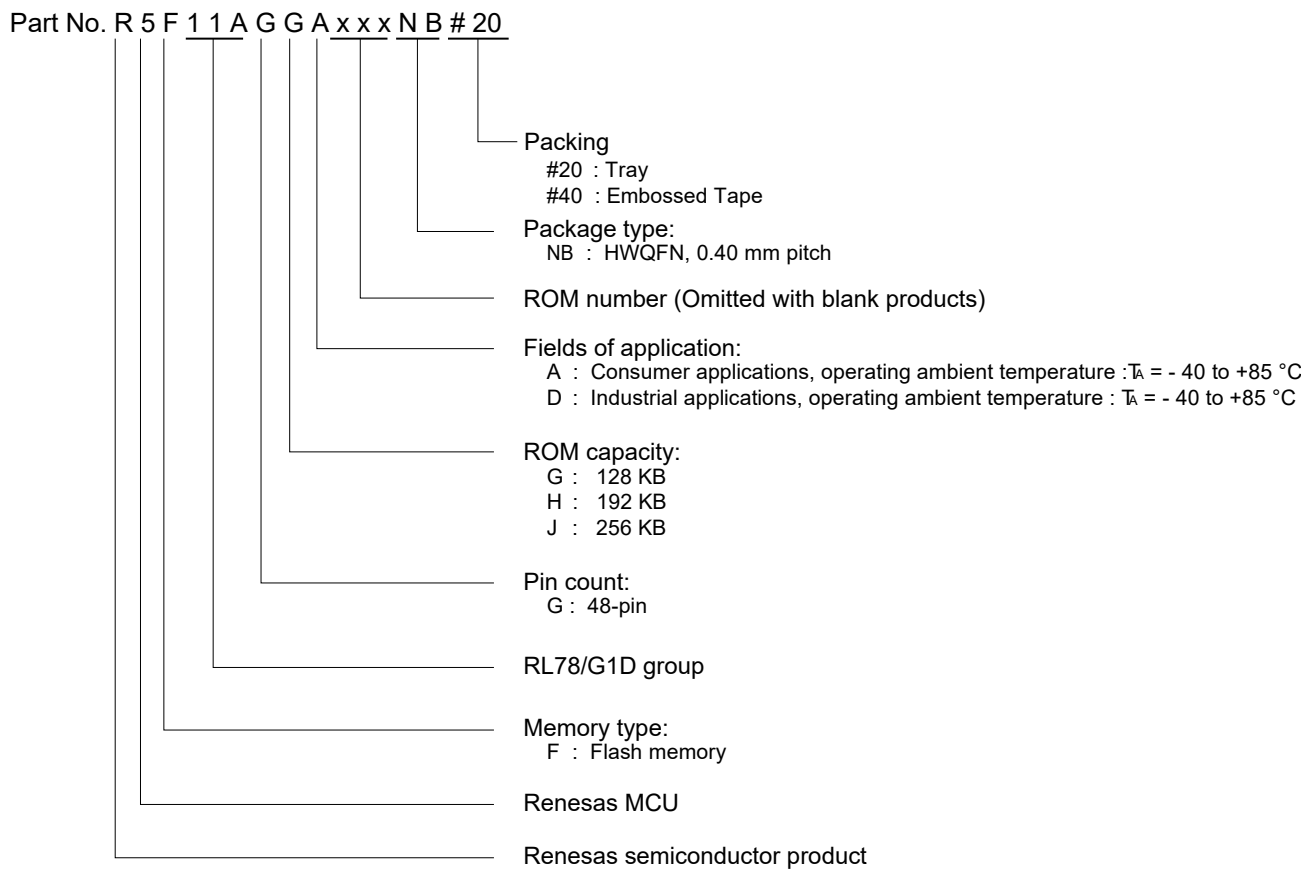 Part No. R 5 F 1 1 A G G A x x x N B # 20
Packing
#20 : Tray
#40 : Embossed Tape
Package type:
NB : HWQFN, 0.40 mm pitch
ROM number (Omitted with blank products)
Fields of application:
A : Consumer applications, operating ambient temperature :TA = - 40 to +85 °C
D : Industrial applications, operating ambient temperature : TA = - 40 to +85 °C
ROM capacity:
G : 128 KB
H : 192 KB
J : 256 KB
Pin count:
G : 48-pin
RL78/G1D group
Memory type:
F : Flash memory
Renesas MCU
Renesas semiconductor product